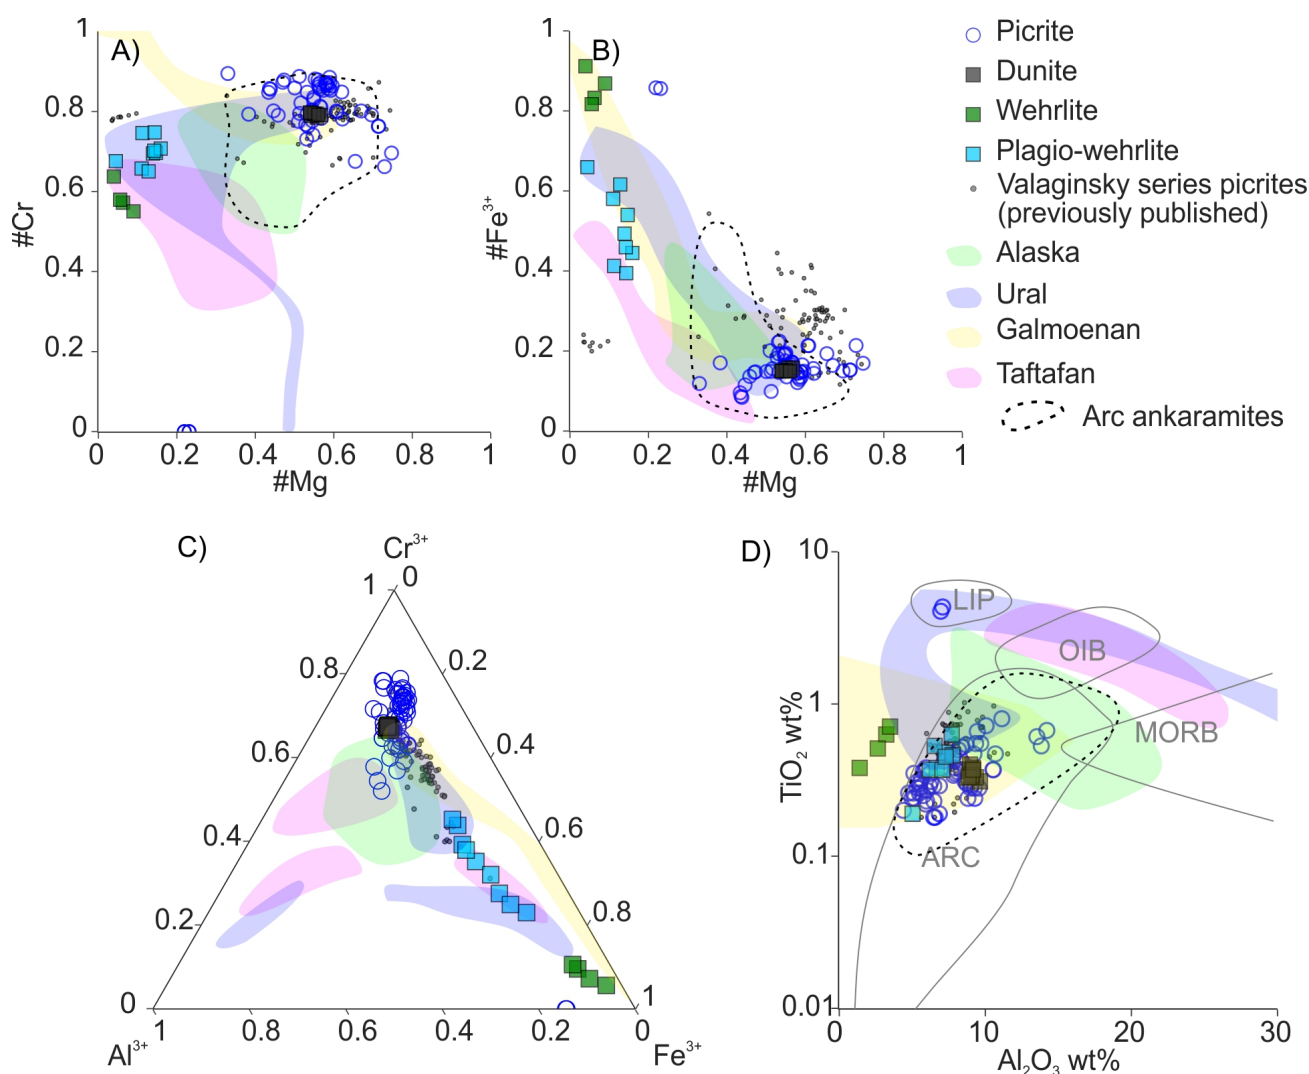 A)
1
0.8
0.6
0.4
0.2
0
#Cr
0
0.2
0.4
0.6
0.8
1
#Mg
B)
1
0.8
0.6
0.4
0.2
0
#Fe³⁺
0
0.2
0.4
0.6
0.8
1
#Mg
Picrite
Dunite
Wehrlite
Plagio-wehrlite
Valaginsky series picrites
(previously published)
Alaska
Ural
Galmoenan
Taftafan
Arc ankaramites
C)
Cr³⁺
1
0
0.8
0.2
0.6
0.4
0.4
0.6
0.2
0.8
0
1
1
0.8
0.6
0.4
0.2
0
Al³⁺
Fe³⁺
D)
10
1
0.1
0.01
TiO₂ wt%
LIP
OIB
MORB
ARC
0
10
20
30
Al₂O₃ wt%